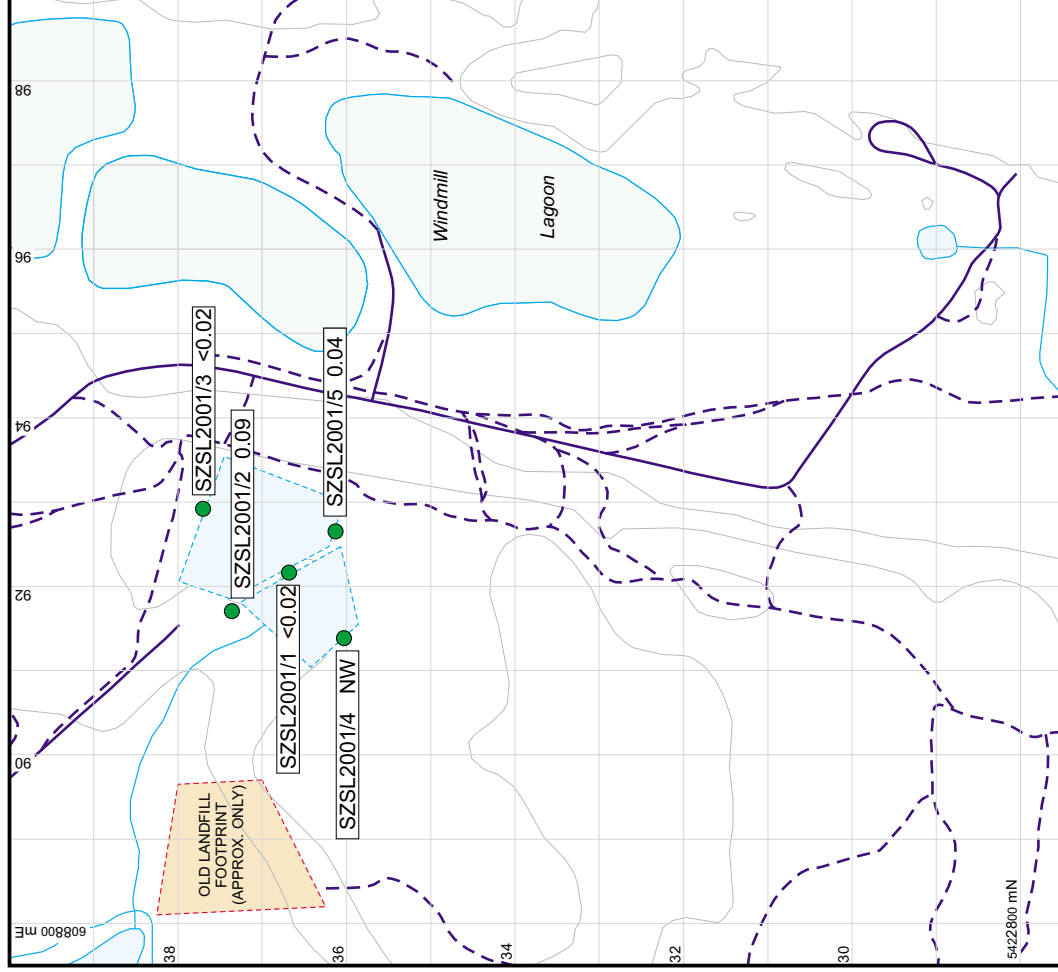 98
96
94
92
90
608800 mE
38
36
34
32
30
5422800 mN
Windmill
Lagoon
SZSL2001/3 <0.02
SZSL2001/2 0.09
SZSL2001/5 0.04
SZSL2001/1 <0.02
SZSL2001/4 NW
OLD LANDFILL
FOOTPRINT
(APPROX. ONLY)